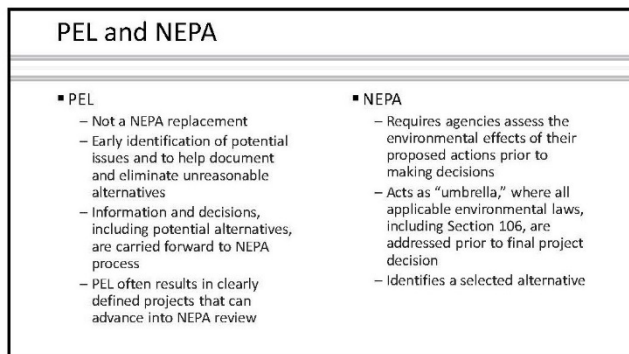 PEL and NEPA
▪ PEL
– Not a NEPA replacement
– Early identification of potential
issues and to help document
and eliminate unreasonable
alternatives
– Information and decisions,
including potential alternatives,
are carried forward to NEPA
process
– PEL often results in clearly
defined projects that can
advance into NEPA review
▪ NEPA
– Requires agencies assess the
environmental effects of their
proposed actions prior to
making decisions
– Acts as “umbrella,” where all
applicable environmental laws,
including Section 106, are
addressed prior to final project
decision
– Identifies a selected alternative